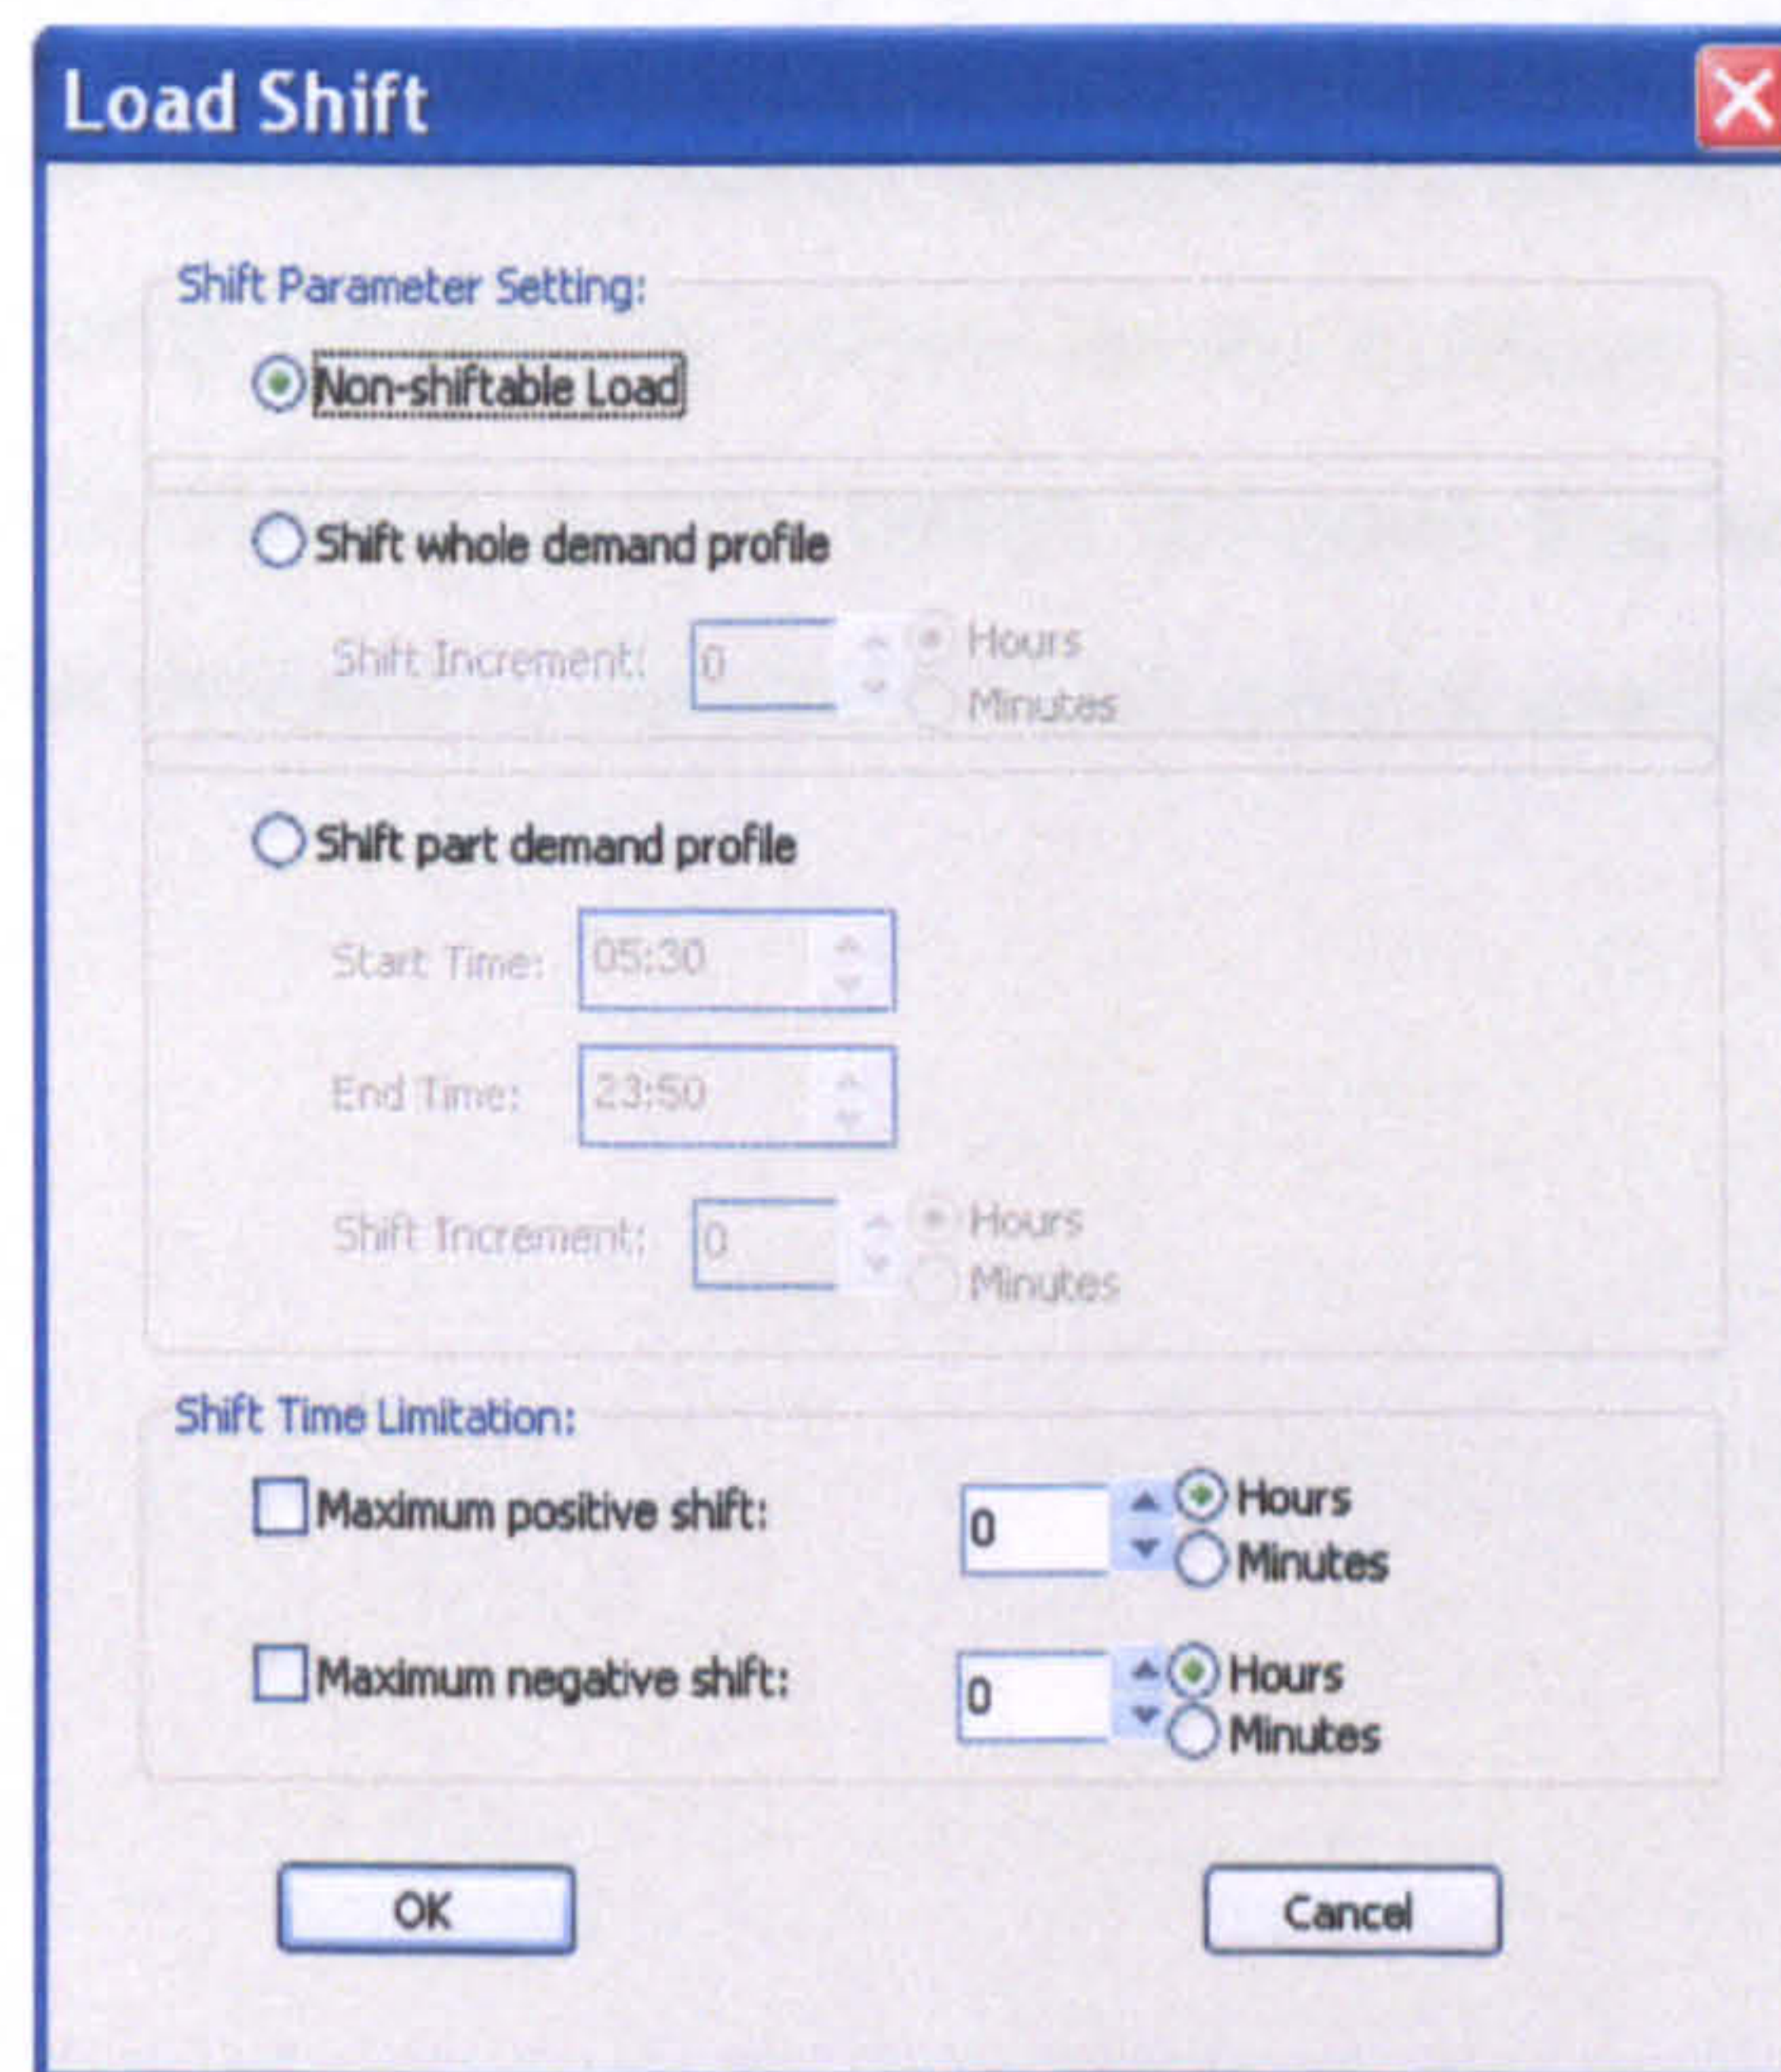 Load Shift
Shift Parameter Setting:
Non-shiftable Load
Shift whole demand profile
Shift Increment: 0 Hours
Minutes
Shift part demand profile
Start Time: 05:30
End Time: 23:50
Shift Increment: 0 Hours
Minutes
Shift Time Limitation:
Maximum positive shift: 0 Hours
Minutes
Maximum negative shift: 0 Hours
Minutes
OK Cancel